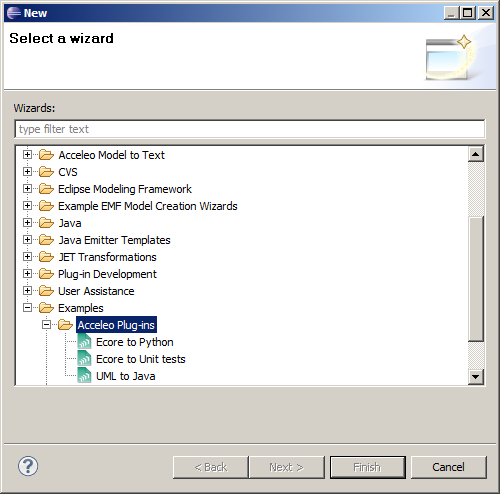 New
Select a wizard
Wizards:
type filter text
Acceleo Model to Text
CVS
Eclipse Modeling Framework
Example EMF Model Creation Wizards
Java
Java Emitter Templates
JET Transformations
Plug-in Development
User Assistance
Examples
Acceleo Plug-ins
Ecore to Python
Ecore to Unit tests
UML to Java
?
< Back
Next >
Finish
Cancel